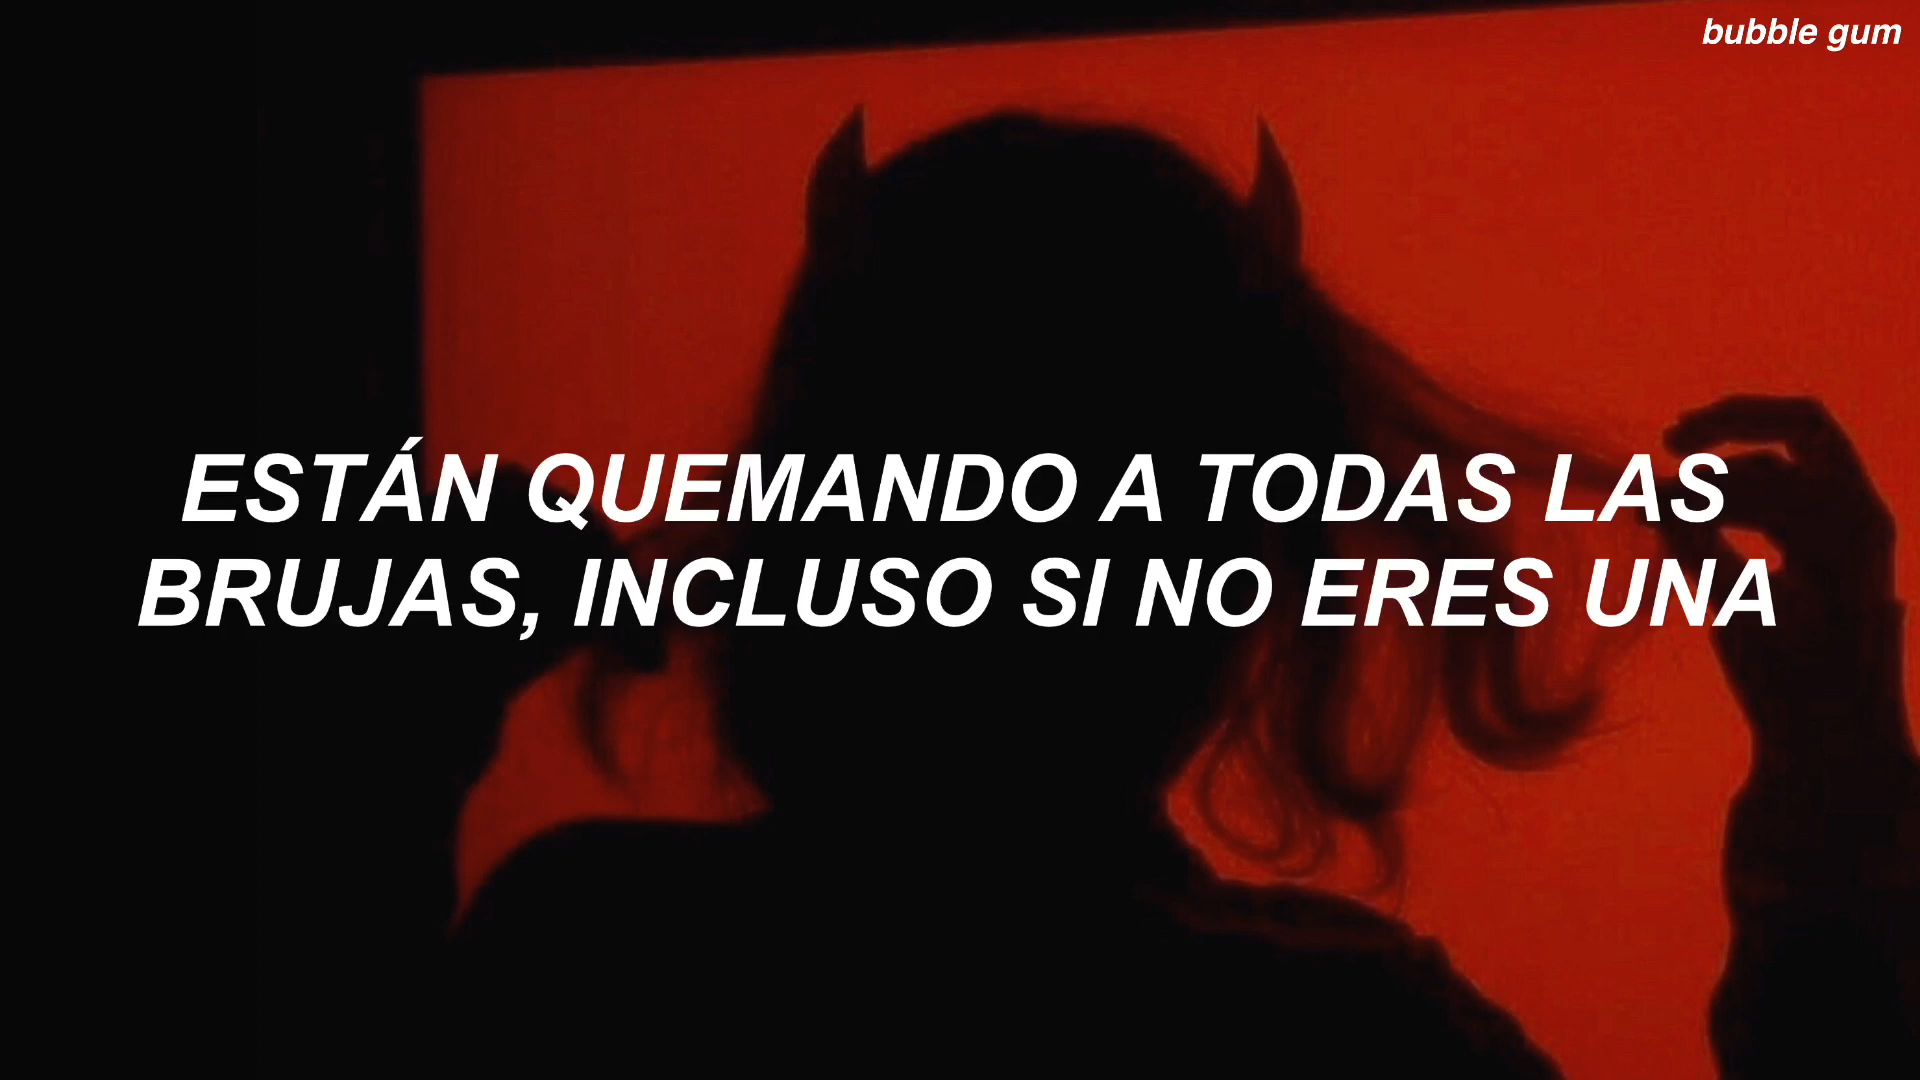 bubble gum
ESTÁN QUEMANDO A TODAS LAS
BRUJAS, INCLUSO SI NO ERES UNA